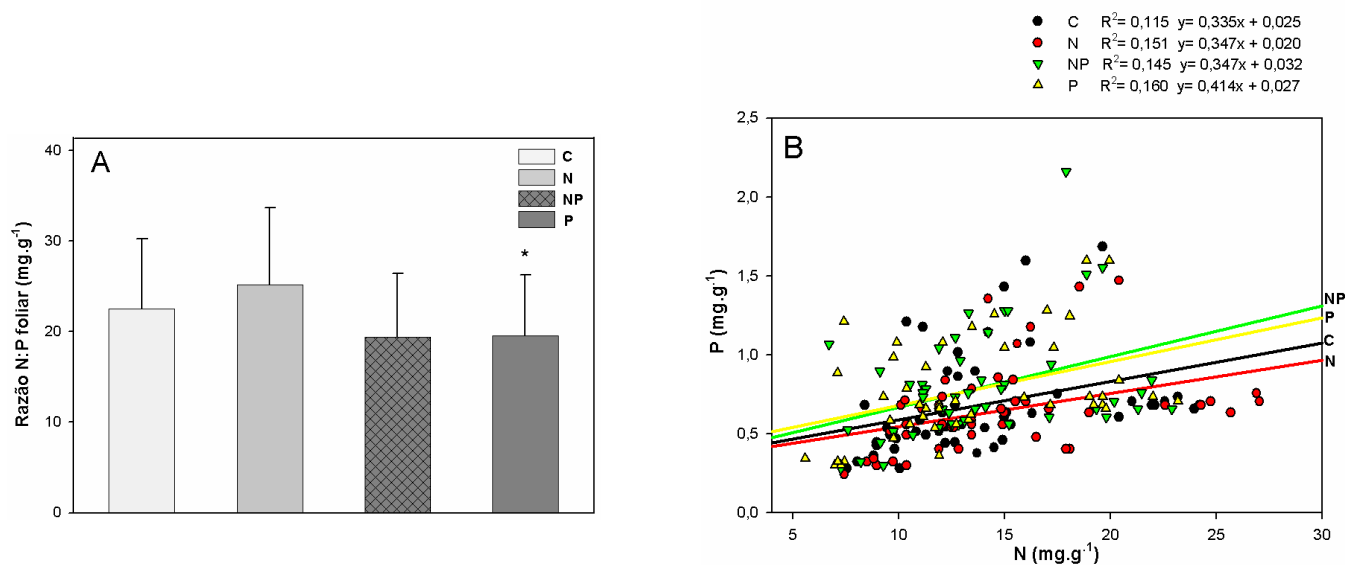 A
C
N
NP
P
*
Razão N:P foliar (mg.g-1)
40
30
20
10
0
C R2= 0,115 y= 0,335x + 0,025
N R2= 0,151 y= 0,347x + 0,020
NP R2= 0,145 y= 0,347x + 0,032
P R2= 0,160 y= 0,414x + 0,027
B
P (mg.g-1)
2,5
2,0
1,5
1,0
0,5
0,0
NP
P
C
N
5 10 15 20 25 30
N (mg.g-1)